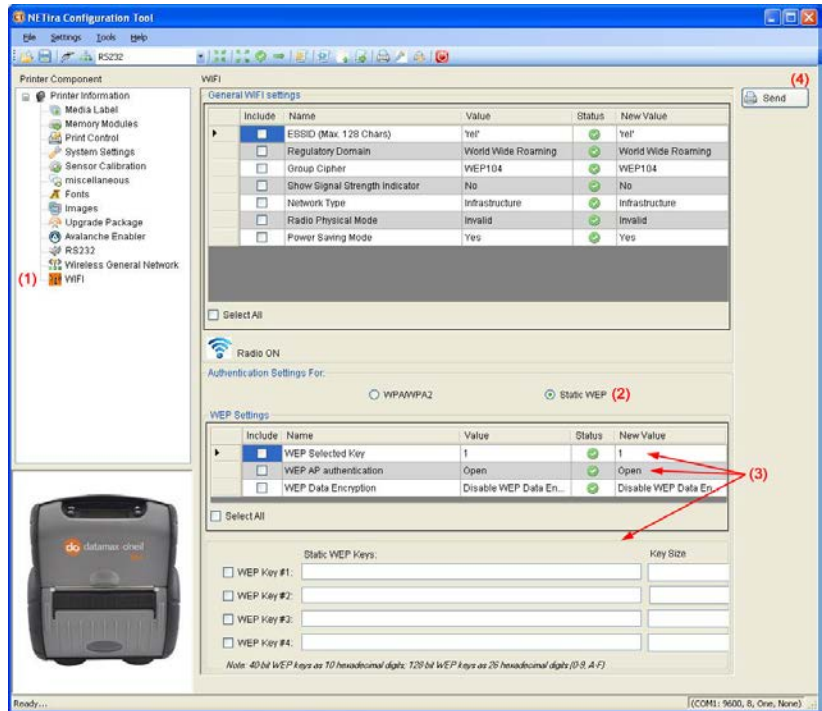 NETira Configuration Tool
File Settings Tools Help
RS232
Printer Component
Printer Information
Media Label
Memory Modules
Print Control
System Settings
Sensor Calibration
miscellaneous
Fonts
Images
Upgrade Package
Avalanche Enabler
RS232
Wireless General Network
(1) WiFi
WiFi
General WiFI settings
Include Name Value Status New Value
ESSID (Max. 128 Chars) 'rel' 'rel'
Regulatory Domain World Wide Roaming World Wide Roaming
Group Cipher WEP104 WEP104
Show Signal Strength Indicator No No
Network Type Infrastructure Infrastructure
Radio Physical Mode Invalid Invalid
Power Saving Mode Yes Yes
Select All
Radio ON
Authentication Settings For:
WPA/WPA2 Static WEP (2)
WEP Settings
Include Name Value Status New Value
WEP Selected Key 1 1
WEP AP authentication Open Open
WEP Data Encryption Disable WEP Data En... Disable WEP Data En...
(3)
Select All
Static WEP Keys: Key Size
WEP Key #1:
WEP Key #2:
WEP Key #3:
WEP Key #4:
Note: 40-bit WEP keys as 10 hexadecimal digits; 128-bit WEP keys as 26 hexadecimal digits (0-9, A-F)
(4)
Send
datamax·oneil
Ready...
(COM1: 9600, 8, One, None)